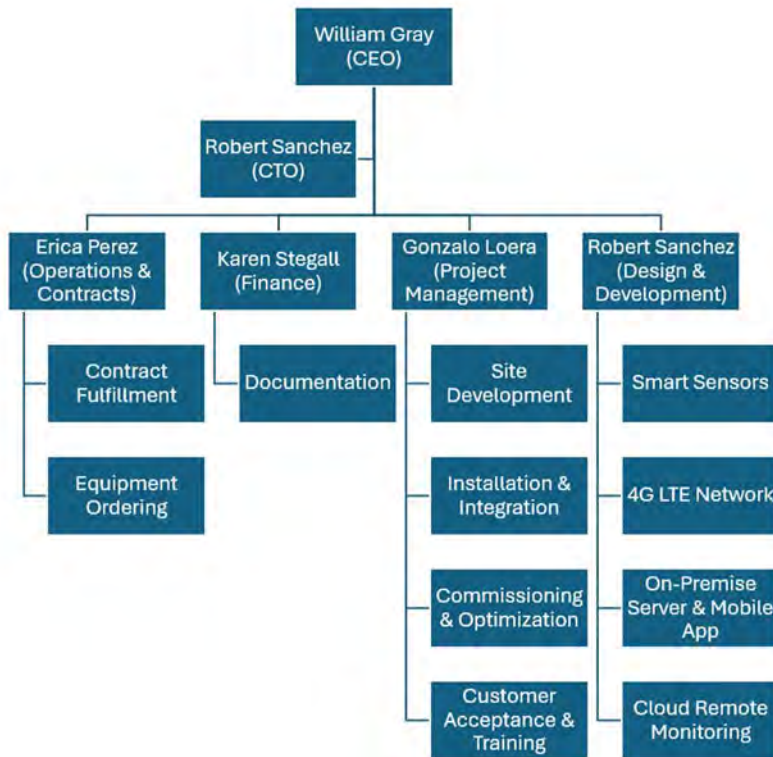 William Gray
(CEO)
Robert Sanchez
(CTO)
Erica Perez
(Operations &
Contracts)
Karen Stegall
(Finance)
Gonzalo Loera
(Project
Management)
Robert Sanchez
(Design &
Development)
Contract
Fulfillment
Documentation
Site
Development
Smart Sensors
Equipment
Ordering
Installation &
Integration
4G LTE Network
Commissioning
& Optimization
On-Premise
Server & Mobile
App
Customer
Acceptance &
Training
Cloud Remote
Monitoring